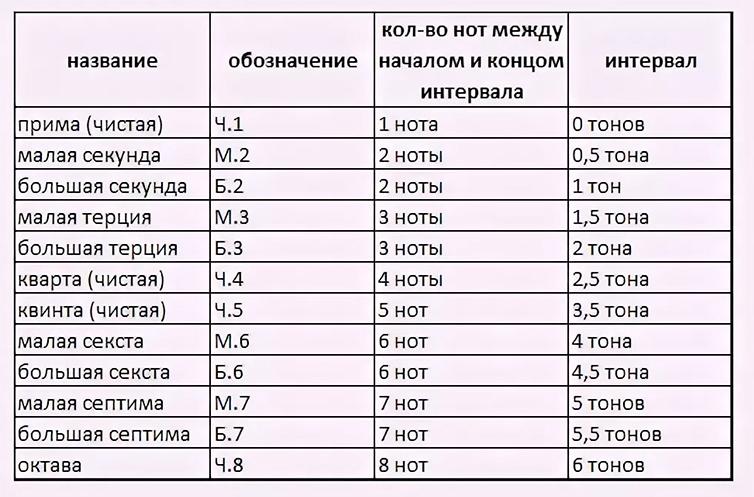 название обозначение кол-во нот между началом и концом интервала интервал
прима (чистая) Ч.1 1 нота 0 тонов
малая секунда М.2 2 ноты 0,5 тона
большая секунда Б.2 2 ноты 1 тон
малая терция М.3 3 ноты 1,5 тона
большая терция Б.3 3 ноты 2 тона
кварта (чистая) Ч.4 4 ноты 2,5 тона
квинта (чистая) Ч.5 5 нот 3,5 тона
малая секста М.6 6 нот 4 тона
большая секста Б.6 6 нот 4,5 тона
малая септима М.7 7 нот 5 тонов
большая септима Б.7 7 нот 5,5 тонов
октава Ч.8 8 нот 6 тонов